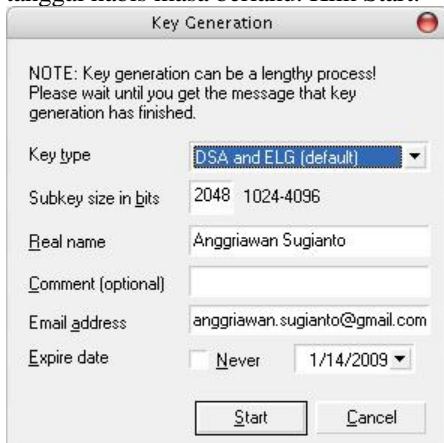 Key Generation
NOTE: Key generation can be a lengthy process!
Please wait until you get the message that key
generation has finished.
Key type DSA and ELG (default)
Subkey size in bits 2048 1024-4096
Real name Anggriawan Sugianto
Comment (optional)
Email address anggriawan.sugianto@gmail.com
Expire date Never 1/14/2009
Start Cancel